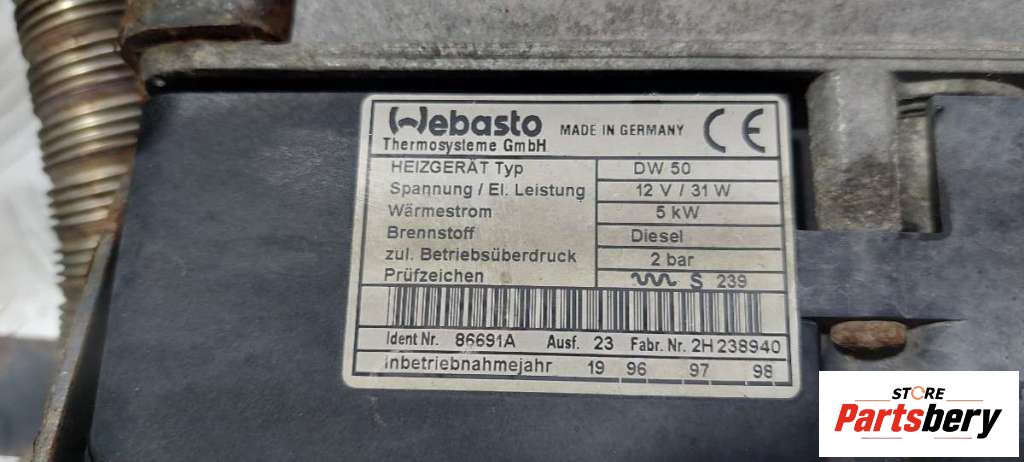 Webasto MADE IN GERMANY CE
Thermosysteme GmbH
HEIZGERÄT Typ DW 50
Spannung / El. Leistung 12 V / 31 W
Wärmestrom 5 kW
Brennstoff Diesel
zul. Betriebsüberdruck 2 bar
Prüfzeichen S 239
Ident Nr. 86691A Ausf. 23 Fabr. Nr. 2H238940
Inbetriebnahmejahr 19 96 97 98
STORE
Partsbery